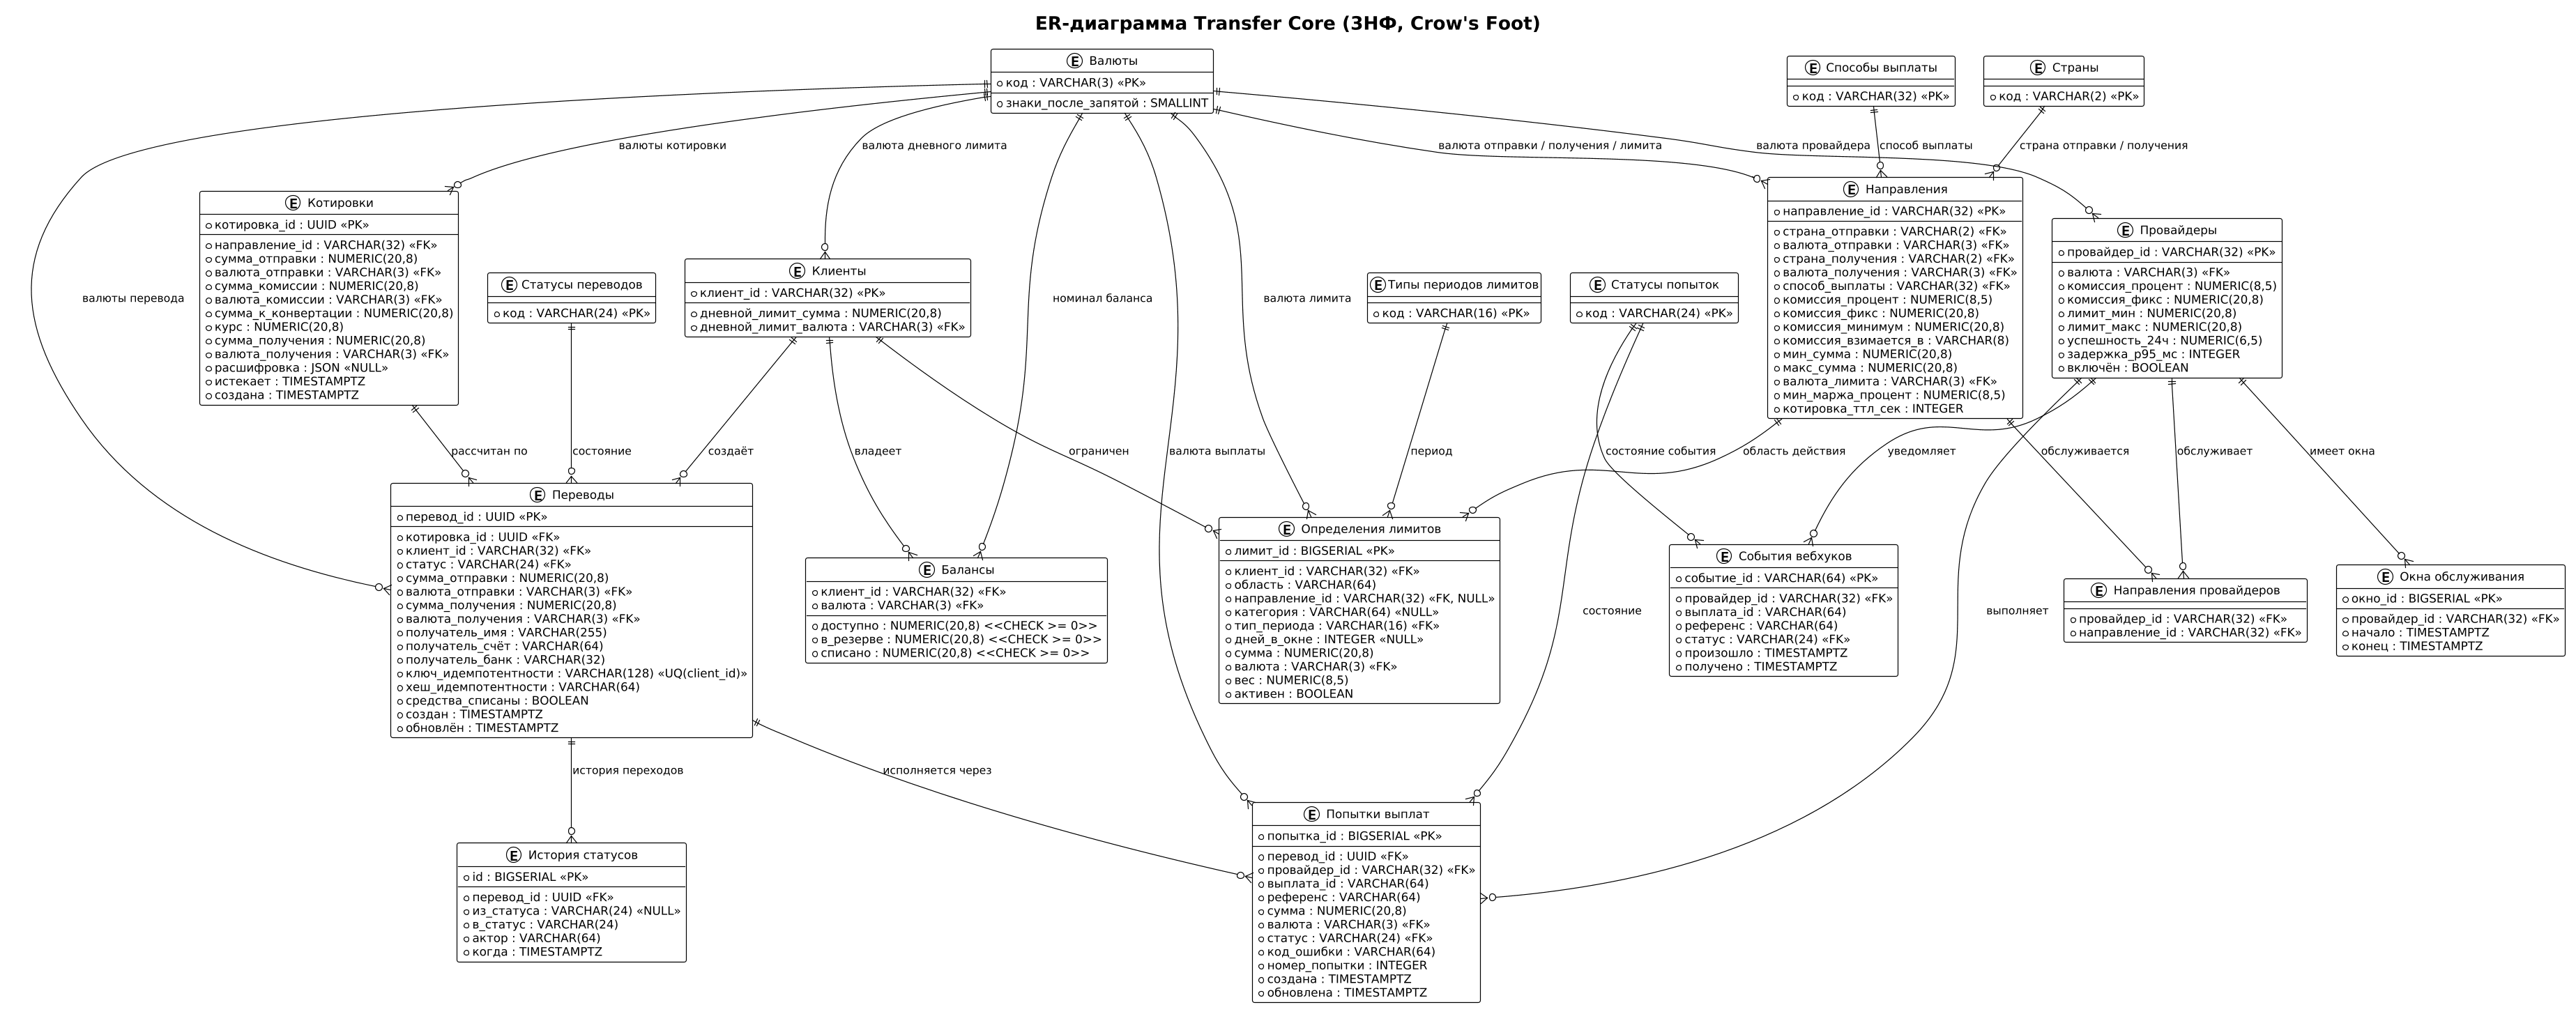 ER-диаграмма Transfer Core (3НФ, Crow's Foot)
E Валюты
код : VARCHAR(3) «PK»
знаки_после_запятой : SMALLINT
E Способы выплаты
код : VARCHAR(32) «PK»
E Страны
код : VARCHAR(2) «PK»
валюты котировки
валюта дневного лимита
валюта отправки / получения / лимита
валюта провайдера
способ выплаты
страна отправки / получения
E Котировки
котировка_id : UUID «PK»
направление_id : VARCHAR(32) «FK»
сумма_отправки : NUMERIC(20,8)
валюта_отправки : VARCHAR(3) «FK»
сумма_комиссии : NUMERIC(20,8)
валюта_комиссии : VARCHAR(3) «FK»
сумма_к_конвертации : NUMERIC(20,8)
курс : NUMERIC(20,8)
сумма_получения : NUMERIC(20,8)
валюта_получения : VARCHAR(3) «FK»
расшифровка : JSON «NULL»
истекает : TIMESTAMPTZ
создана : TIMESTAMPTZ
E Направления
направление_id : VARCHAR(32) «PK»
страна_отправки : VARCHAR(2) «FK»
валюта_отправки : VARCHAR(3) «FK»
страна_получения : VARCHAR(2) «FK»
валюта_получения : VARCHAR(3) «FK»
способ_выплаты : VARCHAR(32) «FK»
комиссия_процент : NUMERIC(8,5)
комиссия_фикс : NUMERIC(20,8)
комиссия_минимум : NUMERIC(20,8)
комиссия_взимается_в : VARCHAR(8)
мин_сумма : NUMERIC(20,8)
макс_сумма : NUMERIC(20,8)
валюта_лимита : VARCHAR(3) «FK»
мин_маржа_процент : NUMERIC(8,5)
котировка_ттл_сек : INTEGER
E Провайдеры
провайдер_id : VARCHAR(32) «PK»
валюта : VARCHAR(3) «FK»
комиссия_процент : NUMERIC(8,5)
комиссия_фикс : NUMERIC(20,8)
лимит_мин : NUMERIC(20,8)
лимит_макс : NUMERIC(20,8)
успешность_24ч : NUMERIC(6,5)
задержка_p95_мс : INTEGER
включён : BOOLEAN
валюты перевода
E Статусы переводов
код : VARCHAR(24) «PK»
E Клиенты
клиент_id : VARCHAR(32) «PK»
дневной_лимит_сумма : NUMERIC(20,8)
дневной_лимит_валюта : VARCHAR(3) «FK»
номинал баланса
валюта лимита
E Типы периодов лимитов
код : VARCHAR(16) «PK»
E Статусы попыток
код : VARCHAR(24) «PK»
рассчитан по
состояние
создаёт
владеет
ограничен
валюта выплаты
период
состояние события
область действия
уведомляет
обслуживается
обслуживает
имеет окна
E Переводы
перевод_id : UUID «PK»
котировка_id : UUID «FK»
клиент_id : VARCHAR(32) «FK»
статус : VARCHAR(24) «FK»
сумма_отправки : NUMERIC(20,8)
валюта_отправки : VARCHAR(3) «FK»
сумма_получения : NUMERIC(20,8)
валюта_получения : VARCHAR(3) «FK»
получатель_имя : VARCHAR(255)
получатель_счёт : VARCHAR(64)
получатель_банк : VARCHAR(32)
ключ_идемпотентности : VARCHAR(128) «UQ(client_id)»
хеш_идемпотентности : VARCHAR(64)
средства_списаны : BOOLEAN
создан : TIMESTAMPTZ
обновлён : TIMESTAMPTZ
E Балансы
клиент_id : VARCHAR(32) «FK»
валюта : VARCHAR(3) «FK»
доступно : NUMERIC(20,8) <<CHECK >= 0>>
в_резерве : NUMERIC(20,8) <<CHECK >= 0>>
списано : NUMERIC(20,8) <<CHECK >= 0>>
E Определения лимитов
лимит_id : BIGSERIAL «PK»
клиент_id : VARCHAR(32) «FK»
область : VARCHAR(64)
направление_id : VARCHAR(32) «FK, NULL»
категория : VARCHAR(64) «NULL»
тип_периода : VARCHAR(16) «FK»
дней_в_окне : INTEGER «NULL»
сумма : NUMERIC(20,8)
валюта : VARCHAR(3) «FK»
вес : NUMERIC(8,5)
активен : BOOLEAN
E События вебхуков
событие_id : VARCHAR(64) «PK»
провайдер_id : VARCHAR(32) «FK»
выплата_id : VARCHAR(64)
референс : VARCHAR(64)
статус : VARCHAR(24) «FK»
произошло : TIMESTAMPTZ
получено : TIMESTAMPTZ
E Направления провайдеров
провайдер_id : VARCHAR(32) «FK»
направление_id : VARCHAR(32) «FK»
E Окна обслуживания
окно_id : BIGSERIAL «PK»
провайдер_id : VARCHAR(32) «FK»
начало : TIMESTAMPTZ
конец : TIMESTAMPTZ
состояние
выполняет
история переходов
исполняется через
E История статусов
id : BIGSERIAL «PK»
перевод_id : UUID «FK»
из_статуса : VARCHAR(24) «NULL»
в_статус : VARCHAR(24)
актор : VARCHAR(64)
когда : TIMESTAMPTZ
E Попытки выплат
попытка_id : BIGSERIAL «PK»
перевод_id : UUID «FK»
провайдер_id : VARCHAR(32) «FK»
выплата_id : VARCHAR(64)
референс : VARCHAR(64)
сумма : NUMERIC(20,8)
валюта : VARCHAR(3) «FK»
статус : VARCHAR(24) «FK»
код_ошибки : VARCHAR(64)
номер_попытки : INTEGER
создана : TIMESTAMPTZ
обновлена : TIMESTAMPTZ